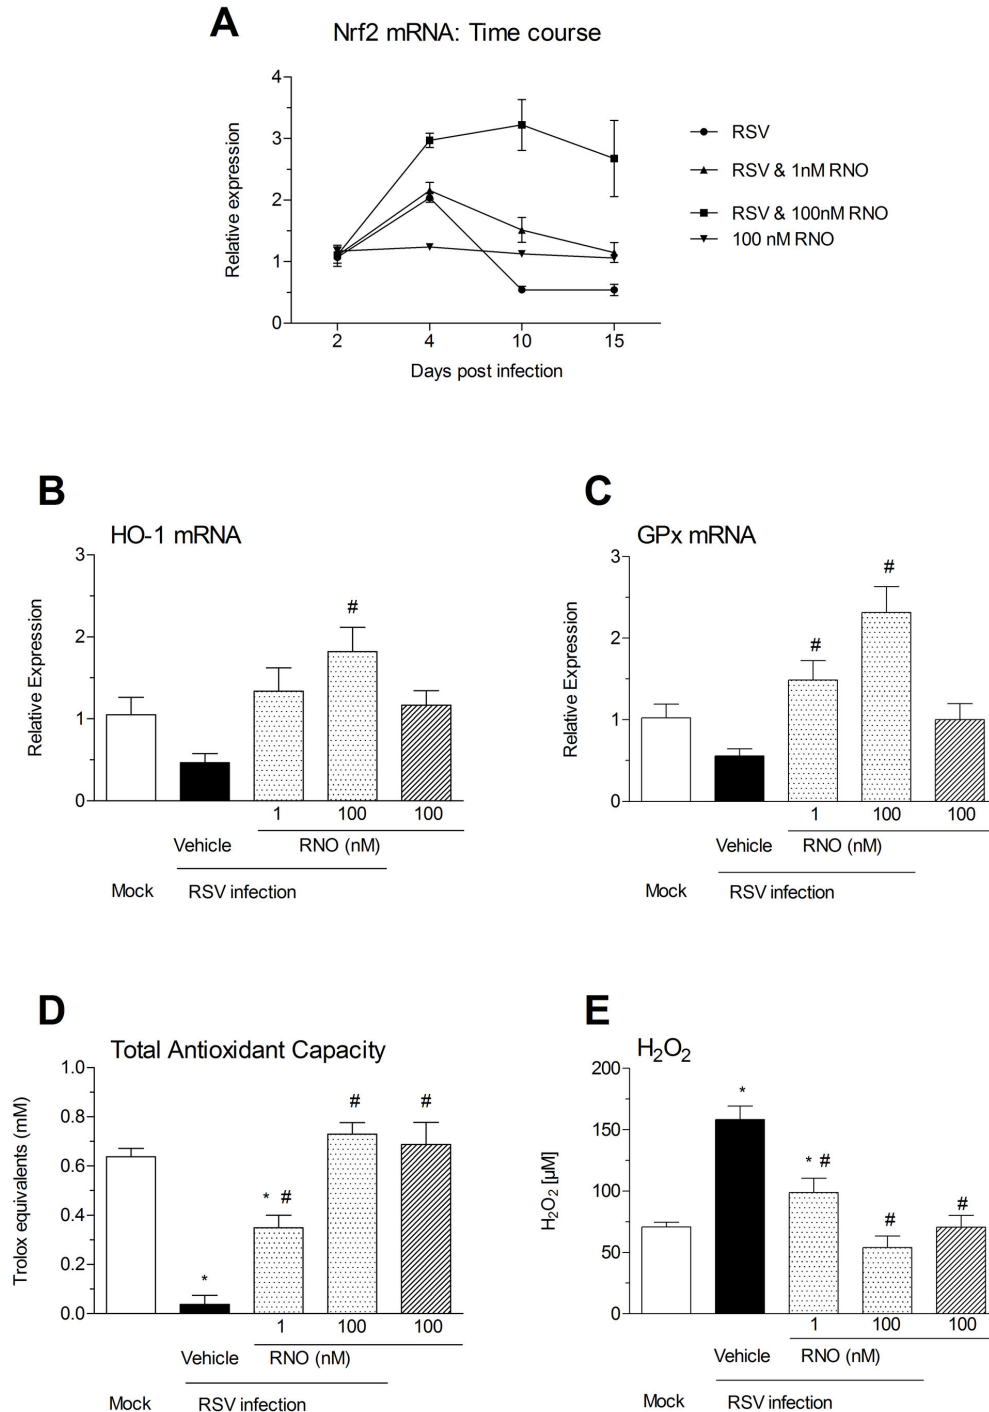 A
Nrf2 mRNA: Time course
4
3
2
1
0
Relative expression
2 4 10 15
Days post infection
RSV
RSV & 1nM RNO
RSV & 100nM RNO
100 nM RNO
B
HO-1 mRNA
3
2
1
0
Relative Expression
#
1 100 100
Vehicle RNO (nM)
Mock RSV infection
C
GPx mRNA
3
2
1
0
Relative Expression
# #
1 100 100
Vehicle RNO (nM)
Mock RSV infection
D
Total Antioxidant Capacity
1.0
0.8
0.6
0.4
0.2
0.0
Trolox equivalents (mM)
* * # # #
1 100 100
Vehicle RNO (nM)
Mock RSV infection
E
H₂O₂
200
150
100
50
0
H₂O₂ [µM]
* * # # #
1 100 100
Vehicle RNO (nM)
Mock RSV infection